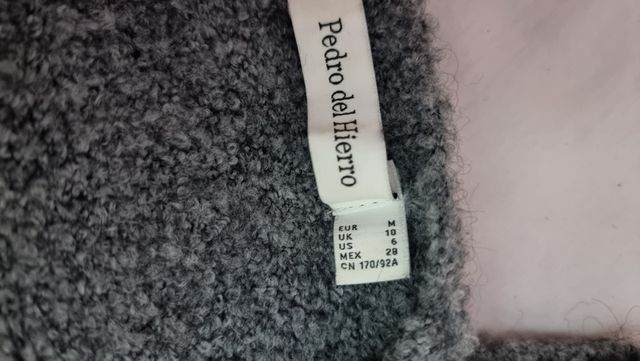 Pedro del Hierro
EUR M
UK 10
US 6
MEX 28
CN 170/92A